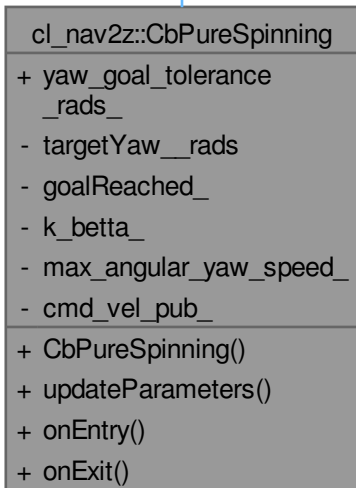 cl_nav2z::CbPureSpinning
+ yaw_goal_tolerance
_rads_
- targetYaw__rads
- goalReached_
- k_betta_
- max_angular_yaw_speed_
- cmd_vel_pub_
+ CbPureSpinning()
+ updateParameters()
+ onEntry()
+ onExit()